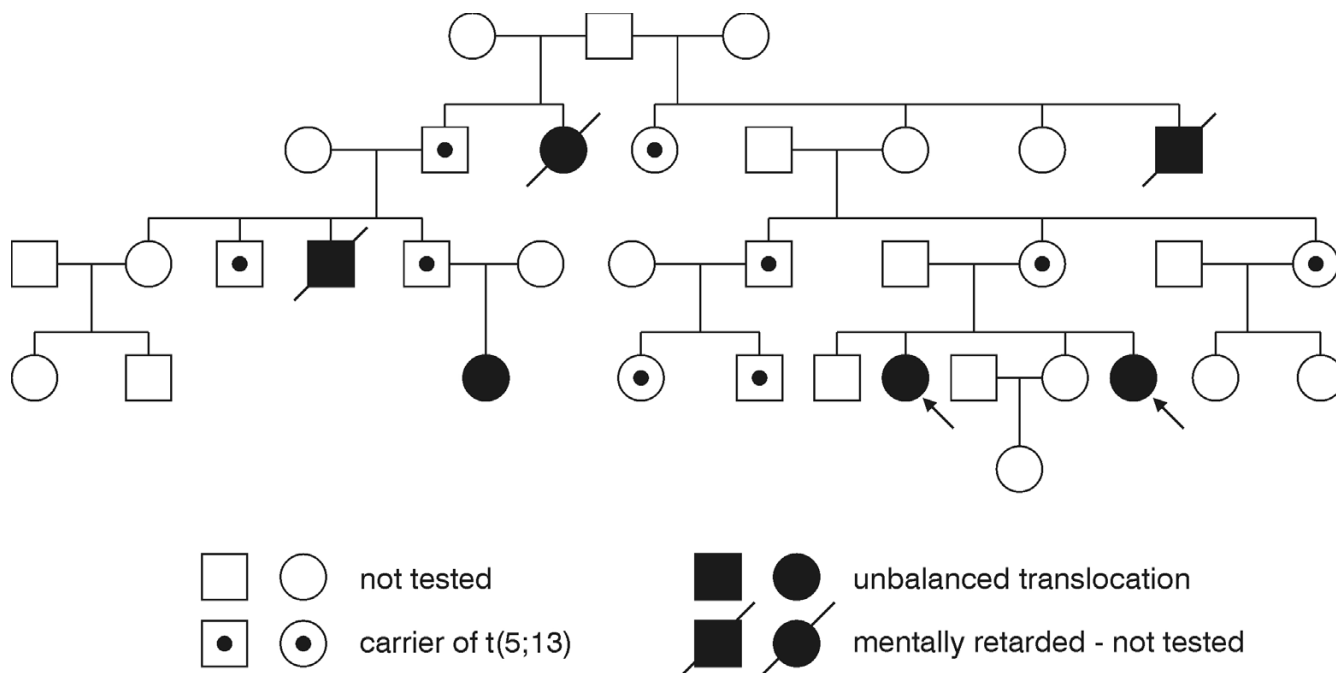 not tested
unbalanced translocation
carrier of t(5;13)
mentally retarded - not tested